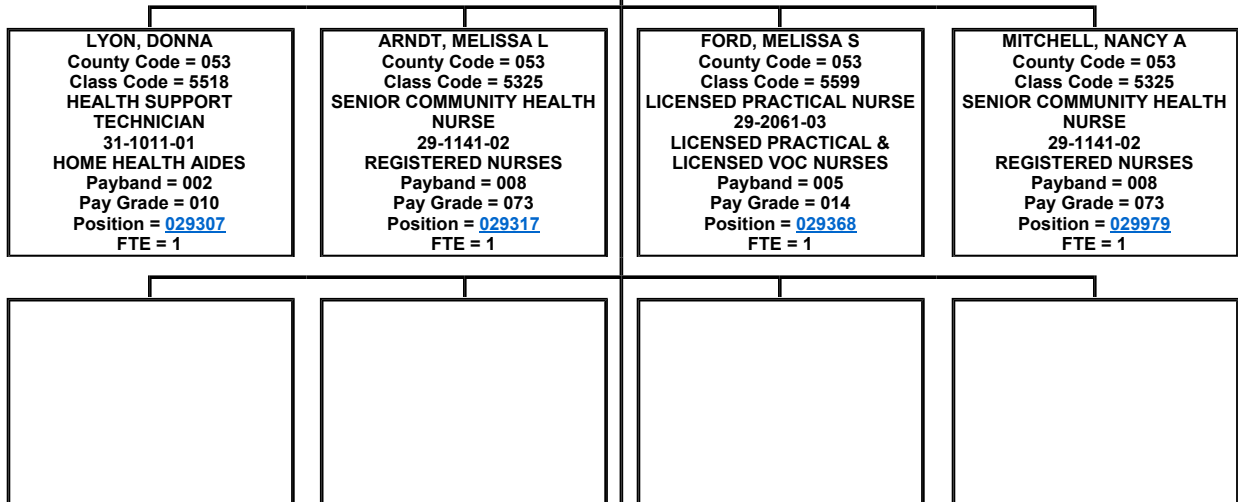 LYON, DONNA
County Code = 053
Class Code = 5518
HEALTH SUPPORT
TECHNICIAN
31-1011-01
HOME HEALTH AIDES
Payband = 002
Pay Grade = 010
Position = 029307
FTE = 1
ARNDT, MELISSA L
County Code = 053
Class Code = 5325
SENIOR COMMUNITY HEALTH
NURSE
29-1141-02
REGISTERED NURSES
Payband = 008
Pay Grade = 073
Position = 029317
FTE = 1
FORD, MELISSA S
County Code = 053
Class Code = 5599
LICENSED PRACTICAL NURSE
29-2061-03
LICENSED PRACTICAL &
LICENSED VOC NURSES
Payband = 005
Pay Grade = 014
Position = 029368
FTE = 1
MITCHELL, NANCY A
County Code = 053
Class Code = 5325
SENIOR COMMUNITY HEALTH
NURSE
29-1141-02
REGISTERED NURSES
Payband = 008
Pay Grade = 073
Position = 029979
FTE = 1